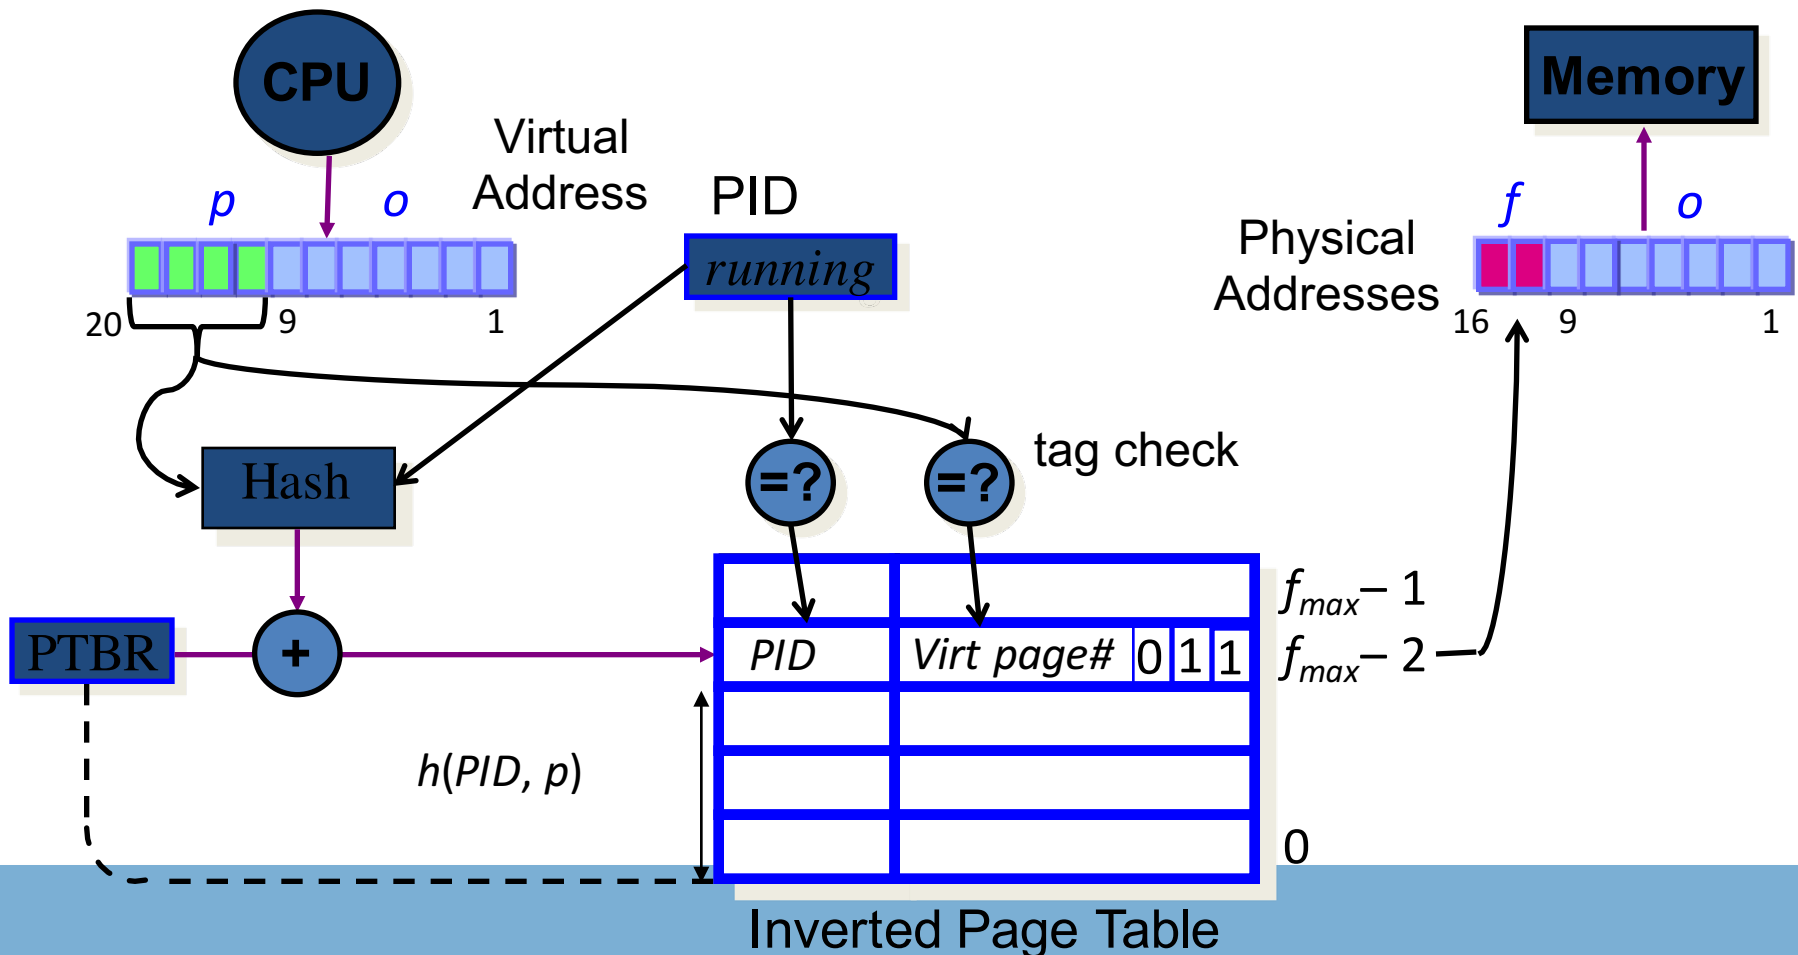 CPU
Memory
Virtual
Address
PID
p
o
f
o
running
Physical
Addresses
20
9
1
16
9
1
Hash
=?
=?
tag check
PTBR
+
PID
Virt page#
0
1
1
fmax– 1
fmax– 2
h(PID, p)
0
Inverted Page Table